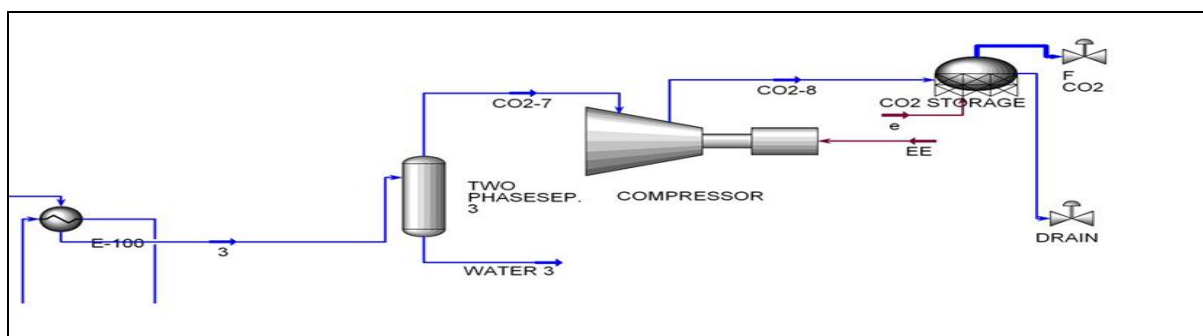 F
CO2
CO2-7
CO2-8
CO2 STORAGE
e
EE
TWO
PHASESEP.
3
COMPRESSOR
E-100
3
WATER 3
DRAIN